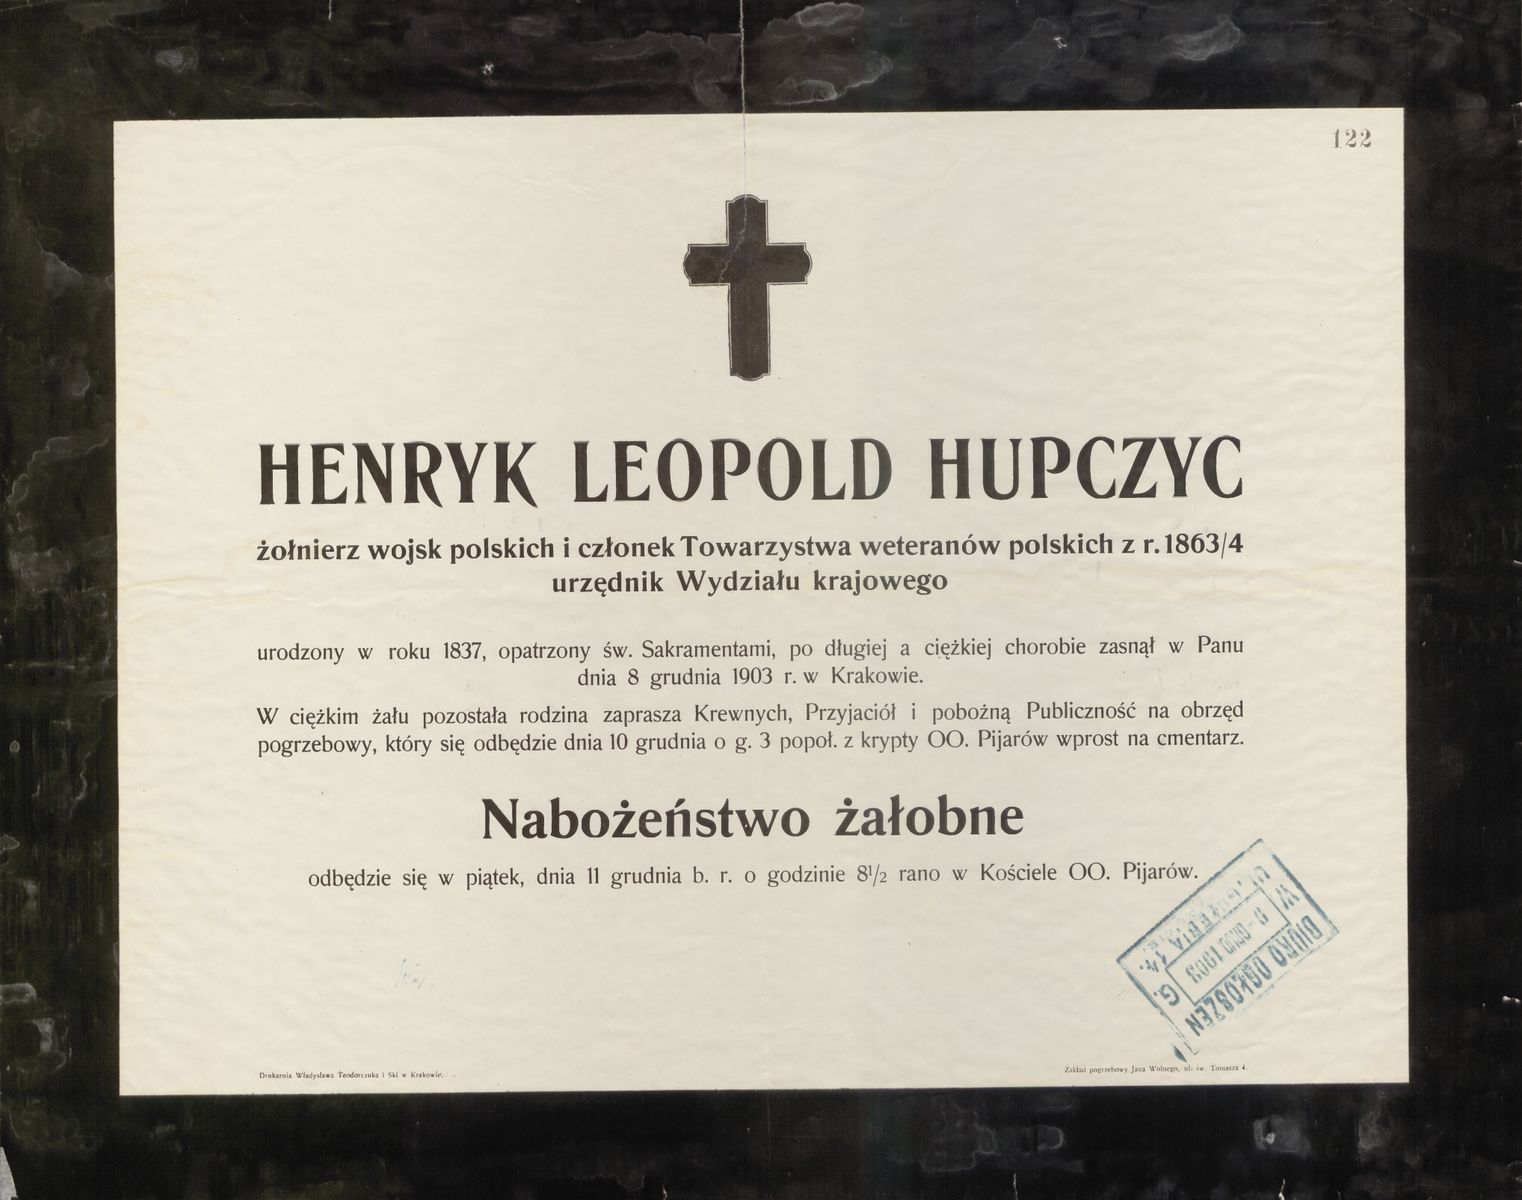 122
HENRYK LEOPOLD HUPCZYC
żołnierz wojsk polskich i członek Towarzystwa weteranów polskich z r. 1863/4
urzędnik Wydziału krajowego
urodzony w roku 1837, opatrzony św. Sakramentami, po długiej a ciężkiej chorobie zasnął w Panu
dnia 8 grudnia 1903 r. w Krakowie.
W ciężkim żału pozostała rodzina zaprasza Krewnych, Przyjaciół i pobożną Publiczność na obrzęd
pogrzebowy, który się odbędzie dnia 10 grudnia o g. 3 popoł. z krypty OO. Pijarów wprost na cmentarz.
Nabożeństwo żałobne
odbędzie się w piątek, dnia 11 grudnia b. r. o godzinie 8½ rano w Kościele OO. Pijarów.
BIURO OGŁOSZEŃ
GRUD 1903
Drukarnia Władysława Teodorczuka i Ski w Krakowie.
Zakład pogrzebowy Jana Wolnego, ul. św. Tomasza 4.